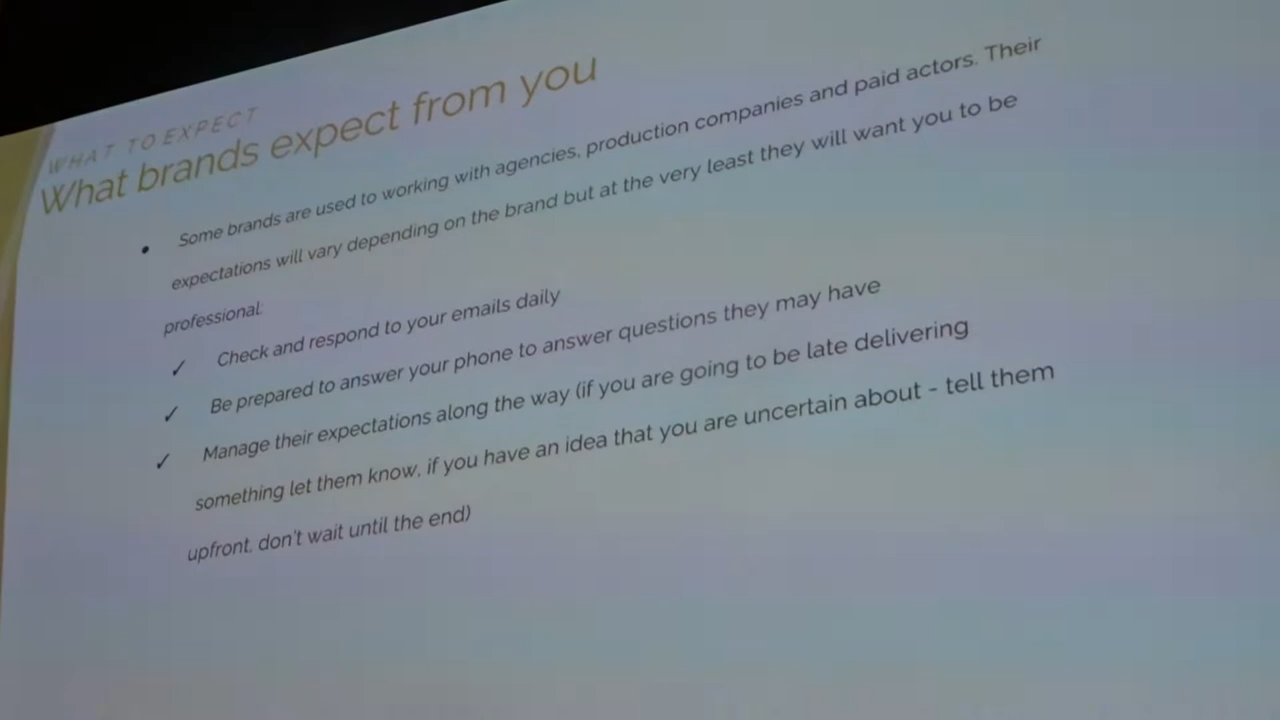 WHAT TO EXPECT
What brands expect from you
• Some brands are used to working with agencies, production companies and paid actors. Their
expectations will vary depending on the brand but at the very least they will want you to be
professional:
✓ Check and respond to your emails daily
✓ Be prepared to answer your phone to answer questions they may have
✓ Manage their expectations along the way (if you are going to be late delivering
something let them know, if you have an idea that you are uncertain about - tell them
upfront, don't wait until the end)